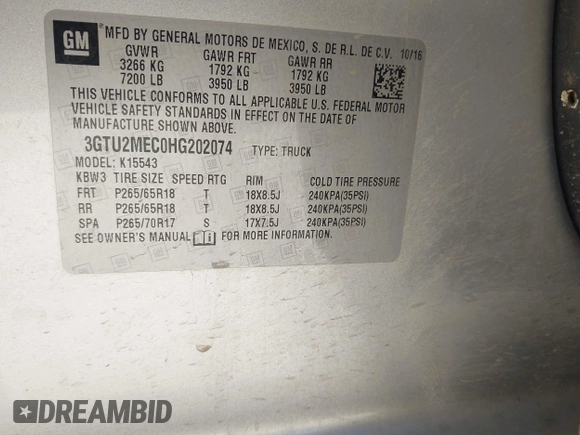 GM
MFD BY GENERAL MOTORS DE MEXICO, S. DE R.L. DE C.V. 10/16
GVWR GAWR FRT GAWR RR
3266 KG 1792 KG 1792 KG
7200 LB 3950 LB 3950 LB
THIS VEHICLE CONFORMS TO ALL APPLICABLE U.S. FEDERAL MOTOR
VEHICLE SAFETY STANDARDS IN EFFECT ON THE DATE OF
MANUFACTURE SHOWN ABOVE.
3GTU2MEC0HG202074 TYPE: TRUCK
MODEL: K15543
KBW3 TIRE SIZE SPEED RTG RIM COLD TIRE PRESSURE
FRT P265/65R18 T 18X8.5J 240KPA(35PSI)
RR P265/65R18 T 18X8.5J 240KPA(35PSI)
SPA P265/70R17 S 17X7.5J 240KPA(35PSI)
SEE OWNER'S MANUAL FOR MORE INFORMATION.
DREAMBID